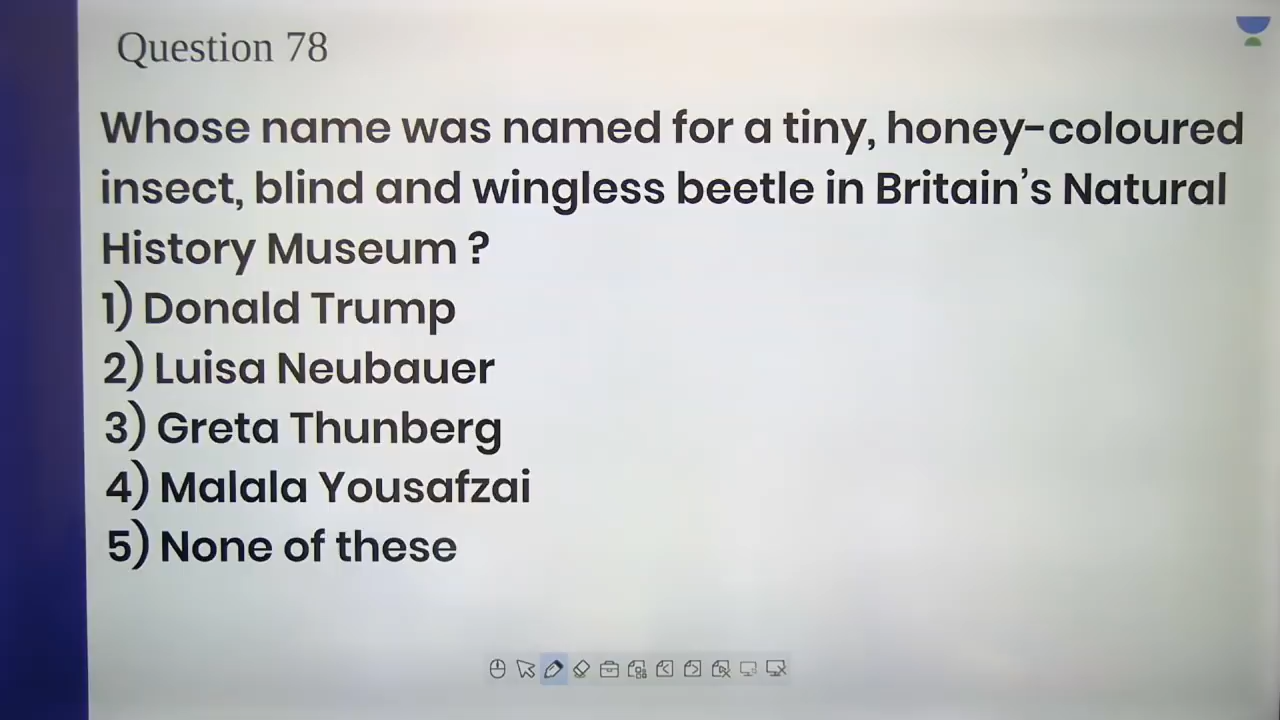 Question 78
Whose name was named for a tiny, honey-coloured
insect, blind and wingless beetle in Britain's Natural
History Museum ?
1) Donald Trump
2) Luisa Neubauer
3) Greta Thunberg
4) Malala Yousafzai
5) None of these